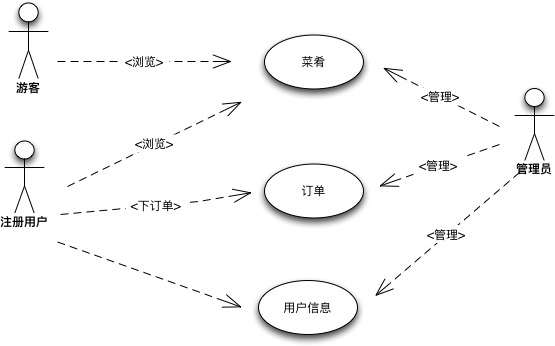 游客
<浏览>
菜肴
<管理>
<浏览>
注册用户
<下订单>
订单
<管理>
管理员
<管理>
用户信息